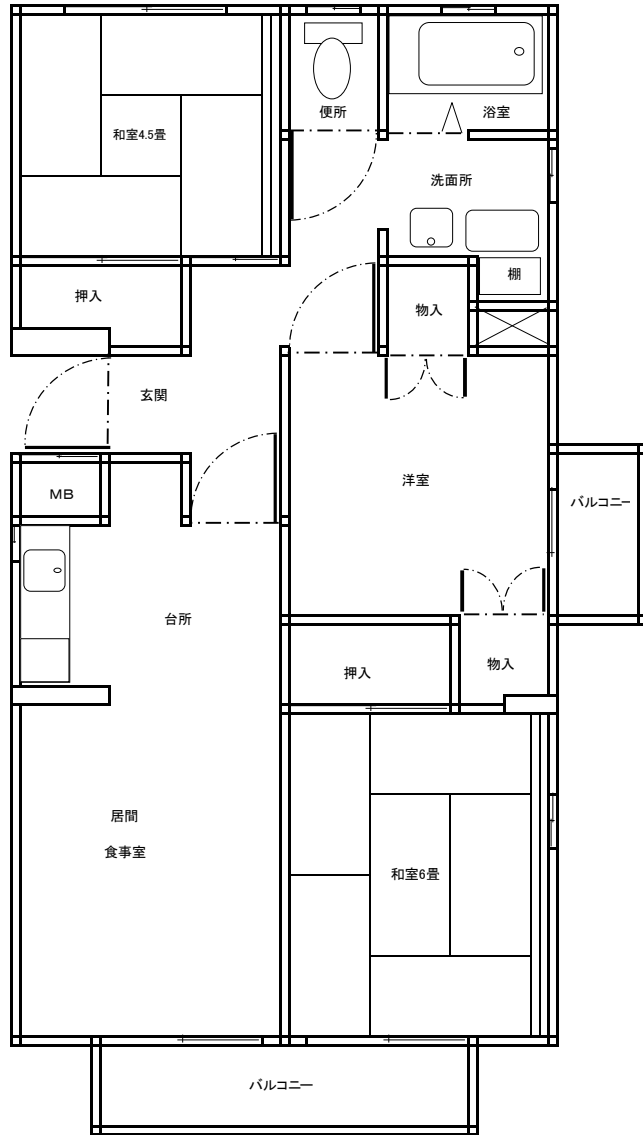 便所
浴室
和室4.5畳
洗面所
棚
押入
物入
玄関
洋室
MB
バルコニー
台所
押入
物入
居間
食事室
和室6畳
バルコニー